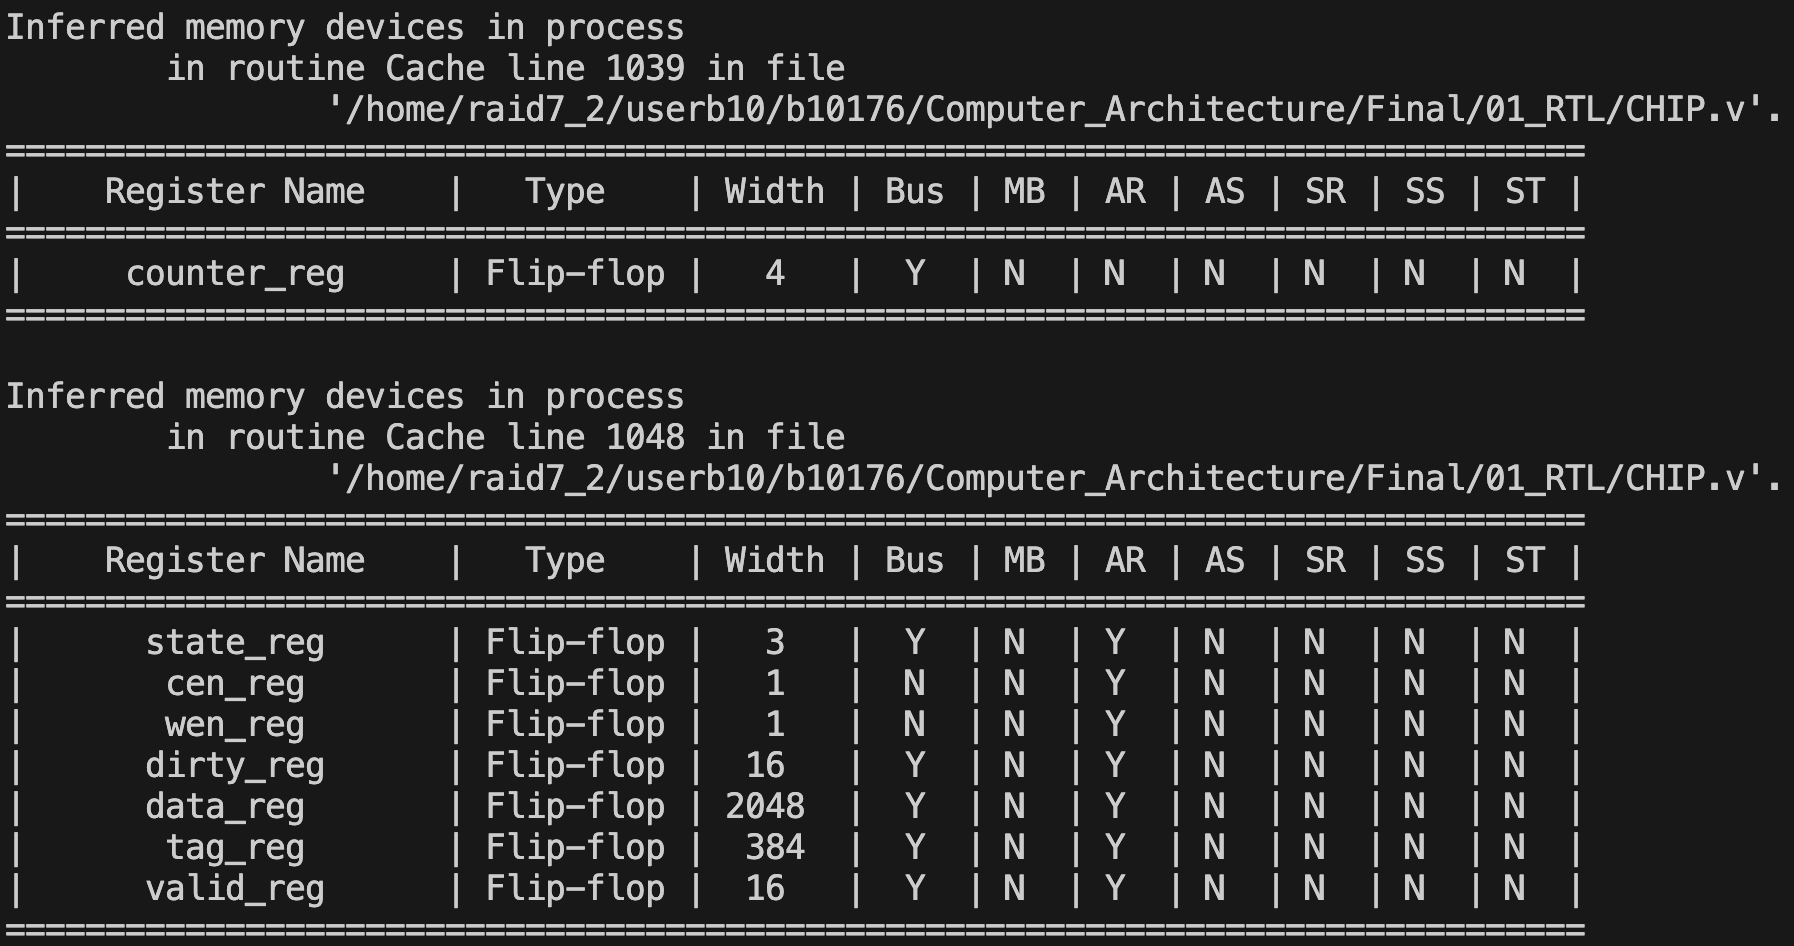 Inferred memory devices in process
        in routine Cache line 1039 in file
                '/home/raid7_2/userb10/b10176/Computer_Architecture/Final/01_RTL/CHIP.v'.
===============================================================================
|    Register Name    |   Type    | Width | Bus | MB | AR | AS | SR | SS | ST |
===============================================================================
|     counter_reg     | Flip-flop |   4   |  Y  | N  | N  | N  | N  | N  | N  |
===============================================================================

Inferred memory devices in process
        in routine Cache line 1048 in file
                '/home/raid7_2/userb10/b10176/Computer_Architecture/Final/01_RTL/CHIP.v'.
===============================================================================
|    Register Name    |   Type    | Width | Bus | MB | AR | AS | SR | SS | ST |
===============================================================================
|      state_reg      | Flip-flop |   3   |  Y  | N  | Y  | N  | N  | N  | N  |
|       cen_reg       | Flip-flop |   1   |  N  | N  | Y  | N  | N  | N  | N  |
|       wen_reg       | Flip-flop |   1   |  N  | N  | Y  | N  | N  | N  | N  |
|      dirty_reg      | Flip-flop |  16   |  Y  | N  | Y  | N  | N  | N  | N  |
|      data_reg       | Flip-flop | 2048  |  Y  | N  | Y  | N  | N  | N  | N  |
|       tag_reg       | Flip-flop |  384  |  Y  | N  | Y  | N  | N  | N  | N  |
|      valid_reg      | Flip-flop |  16   |  Y  | N  | Y  | N  | N  | N  | N  |
===============================================================================